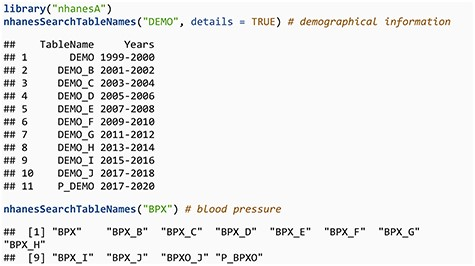 library("nhanesA")
nhanesSearchTableNames("DEMO", details = TRUE) # demographical information
##    TableName     Years
## 1       DEMO 1999-2000
## 2     DEMO_B 2001-2002
## 3     DEMO_C 2003-2004
## 4     DEMO_D 2005-2006
## 5     DEMO_E 2007-2008
## 6     DEMO_F 2009-2010
## 7     DEMO_G 2011-2012
## 8     DEMO_H 2013-2014
## 9     DEMO_I 2015-2016
## 10    DEMO_J 2017-2018
## 11    P_DEMO 2017-2020
nhanesSearchTableNames("BPX") # blood pressure
##  [1] "BPX"    "BPX_B"  "BPX_C"  "BPX_D"  "BPX_E"  "BPX_F"  "BPX_G"
"BPX_H"
##  [9] "BPX_I"  "BPX_J"  "BPXO_J" "P_BPXO"